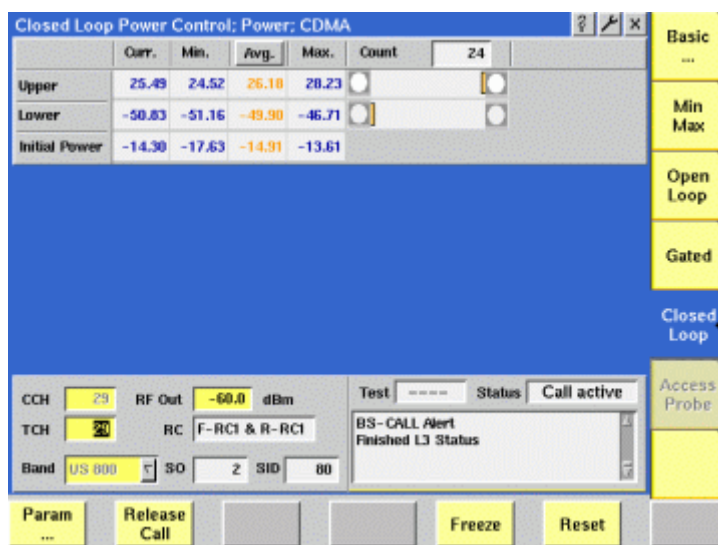 Closed Loop Power Control; Power; CDMA ? ×
Curr. Min. Avg. Max. Count 24
Upper 25.49 24.52 26.18 28.23
Lower -50.83 -51.16 -49.90 -46.71
Initial Power -14.30 -17.63 -14.91 -13.61
Basic
...
Min
Max
Open
Loop
Gated
Closed
Loop
Access
Probe
CCH 29 RF Out -60.0 dBm
TCH 29 RC F-RC1 & R-RC1
Band US 800 SO 2 SID 80
Test ---- Status Call active
BS-CALL Alert
Finished L3 Status
Param
...
Release
Call
Freeze
Reset